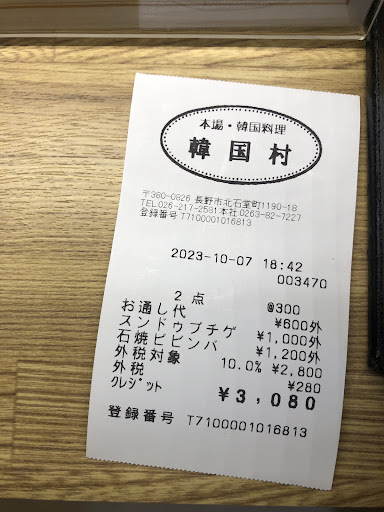 本場・韓国料理
韓国村
〒380-0826 長野市北石堂町1190-18
TEL026-217-2581本社0263-82-7227
登録番号 T7100001016813
2023-10-07 18:42
003470
2点 @300
お通し代 ¥600外
スンドゥブチゲ ¥1,000外
石焼ビビンバ ¥1,200外
外税対象 10.0% ¥2,800
外税 ¥280
クレジット ¥3,080
登録番号 T7100001016813